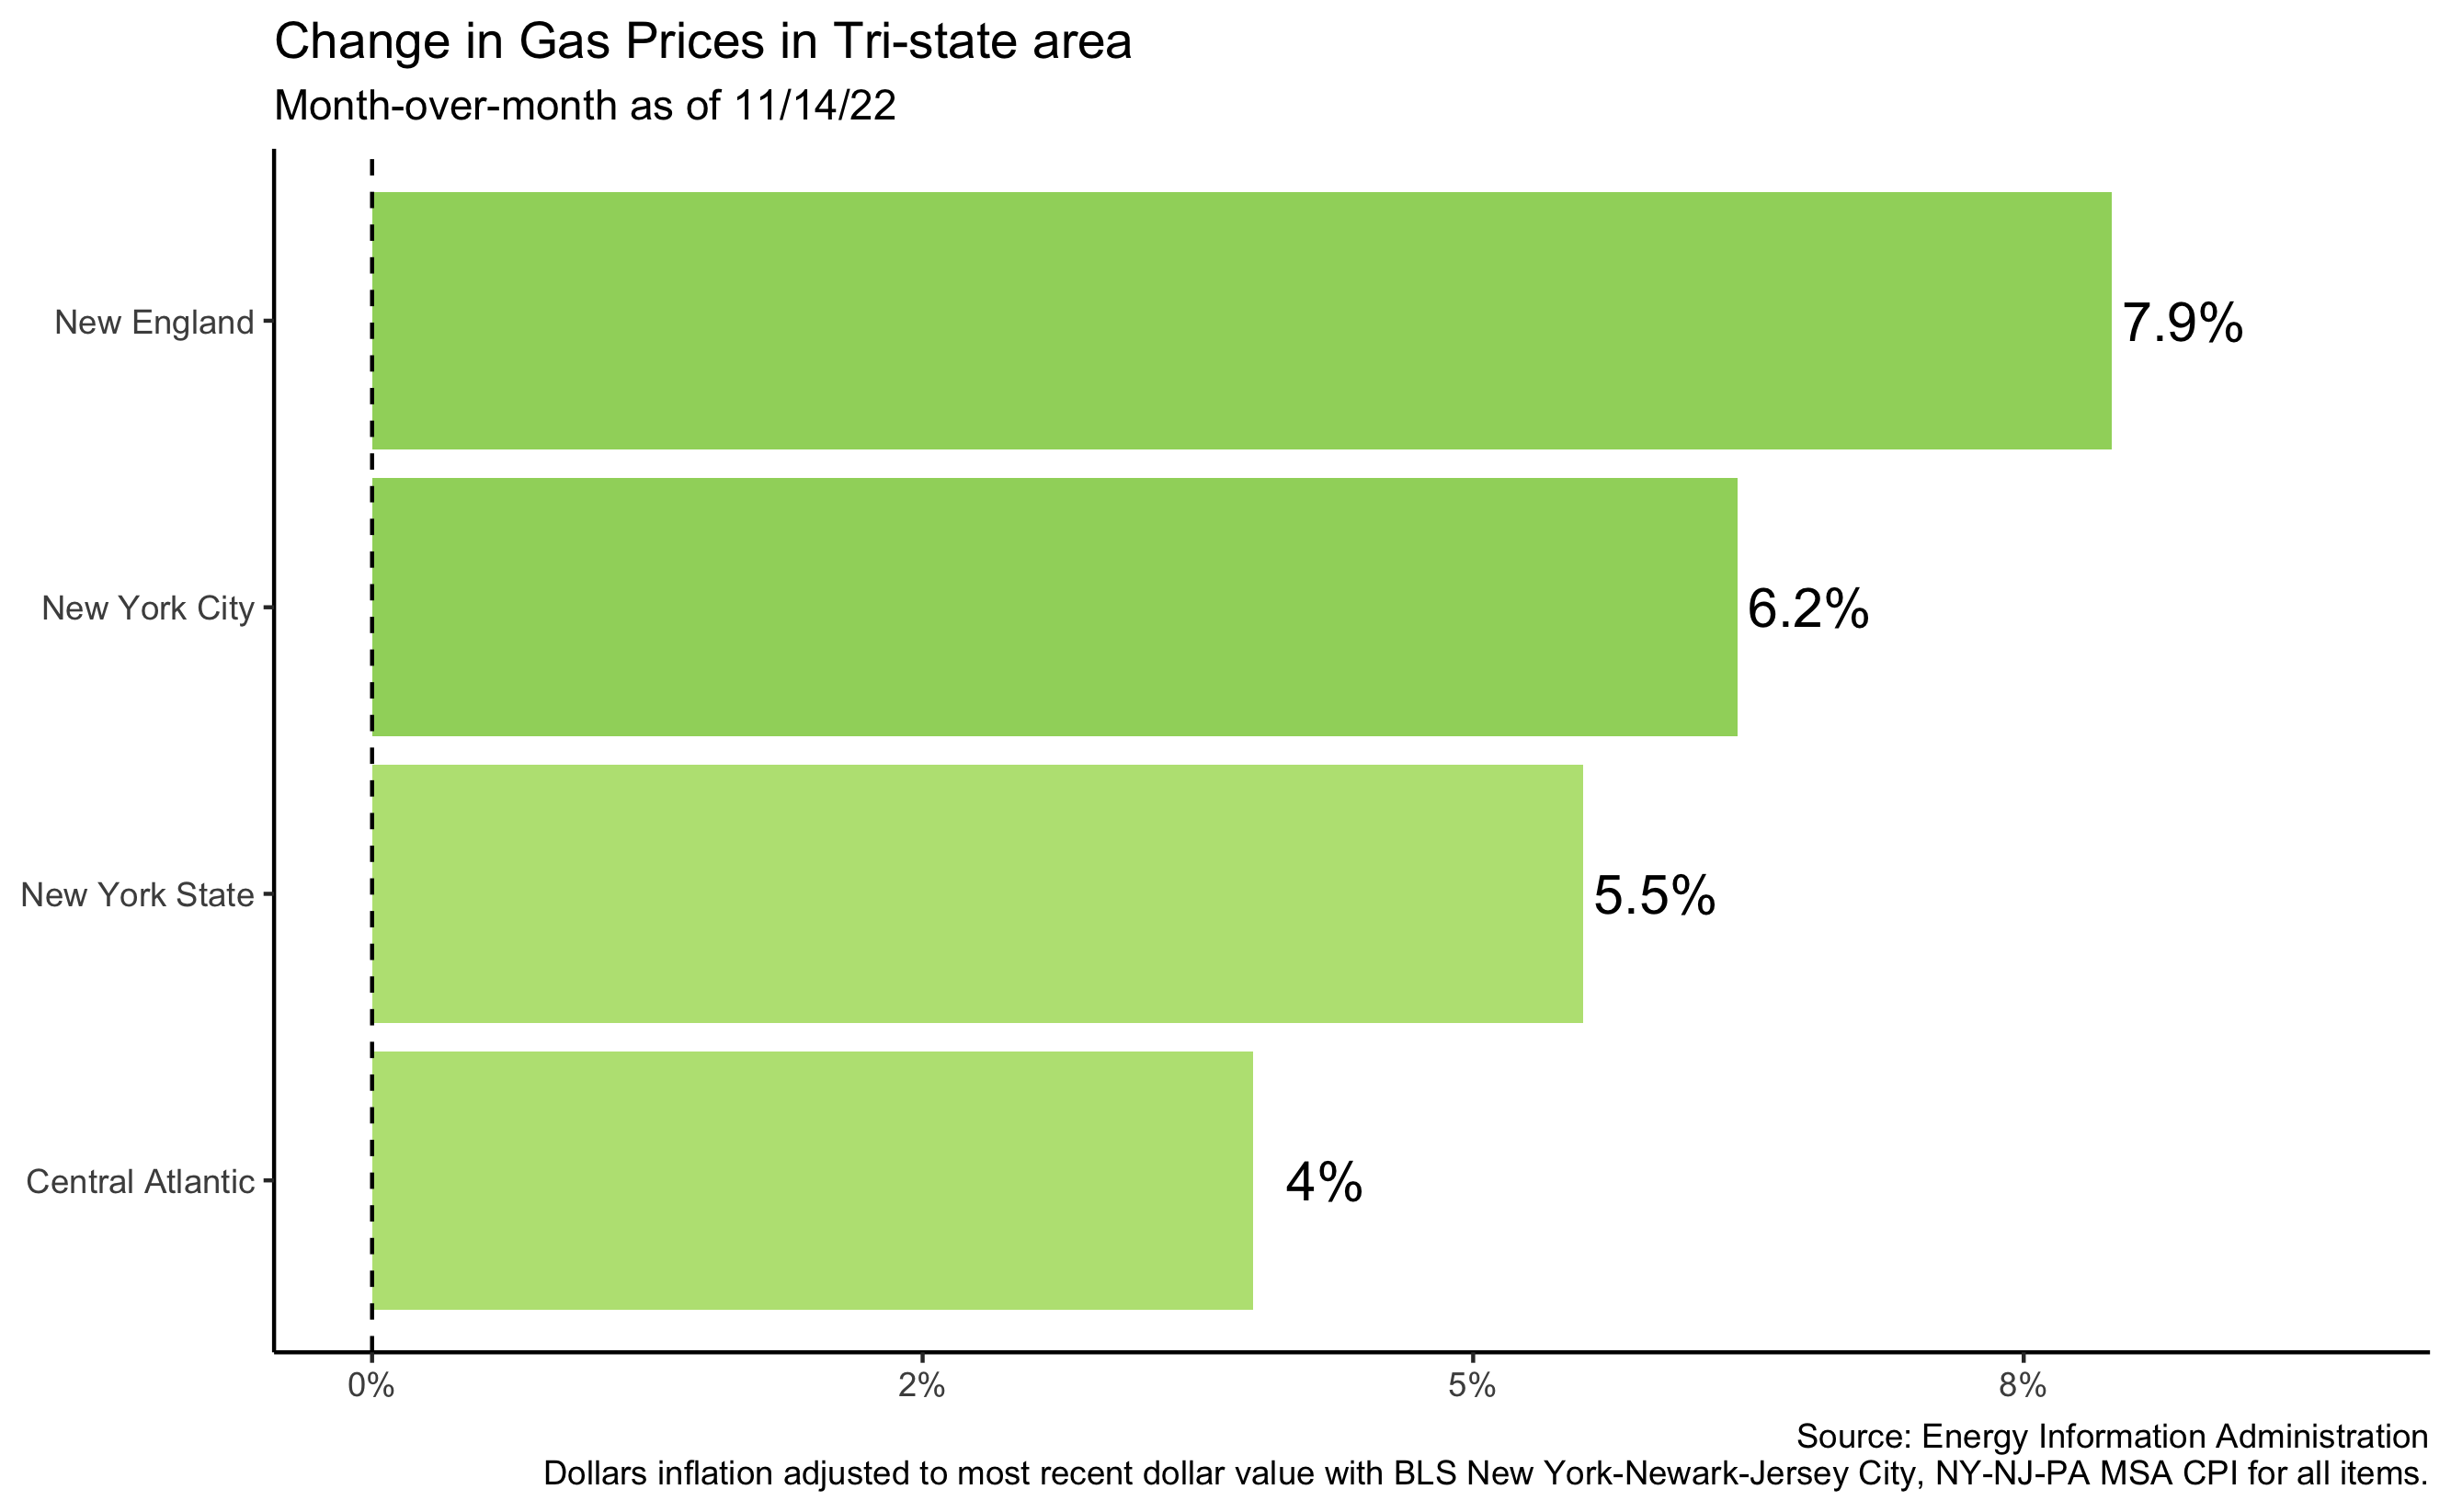 Change in Gas Prices in Tri-state area
Month-over-month as of 11/14/22
New England
7.9%
New York City
6.2%
New York State
5.5%
Central Atlantic
4%
0%
2%
5%
8%
Source: Energy Information Administration
Dollars inflation adjusted to most recent dollar value with BLS New York-Newark-Jersey City, NY-NJ-PA MSA CPI for all items.